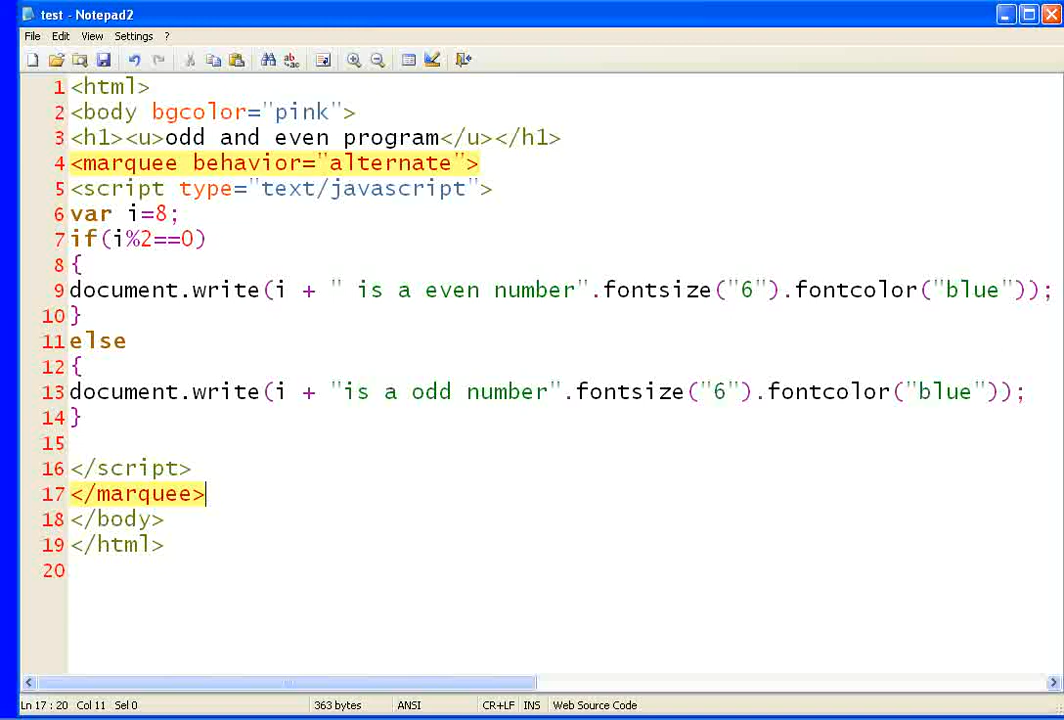 test - Notepad2
File Edit View Settings ?
1 <html>
2 <body bgcolor="pink">
3 <h1><u>odd and even program</u></h1>
4 <marquee behavior="alternate">
5 <script type="text/javascript">
6 var i=8;
7 if(i%2==0)
8 {
9 document.write(i + " is a even number".fontsize("6").fontcolor("blue"));
10 }
11 else
12 {
13 document.write(i + "is a odd number".fontsize("6").fontcolor("blue"));
14 }
15
16 </script>
17 </marquee>
18 </body>
19 </html>
20
Ln 17 : 20 Col 11 Sel 0 363 bytes ANSI CR+LF INS Web Source Code